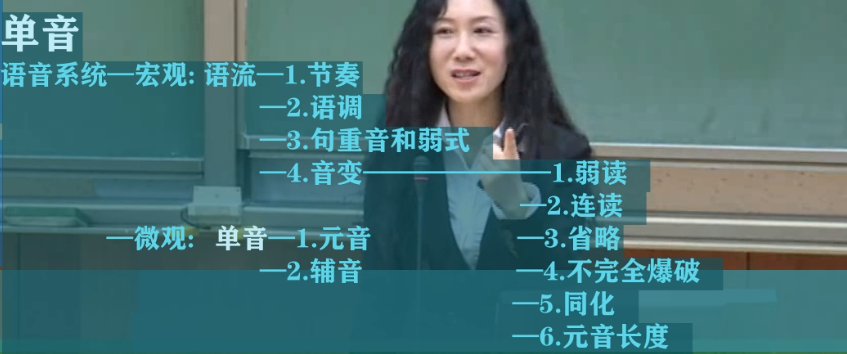 单音
语音系统—宏观: 语流—1.节奏
—2.语调
—3.句重音和弱式
—4.音变———————1.弱读
—2.连读
—微观: 单音—1.元音 —3.省略
—2.辅音 —4.不完全爆破
—5.同化
—6.元音长度